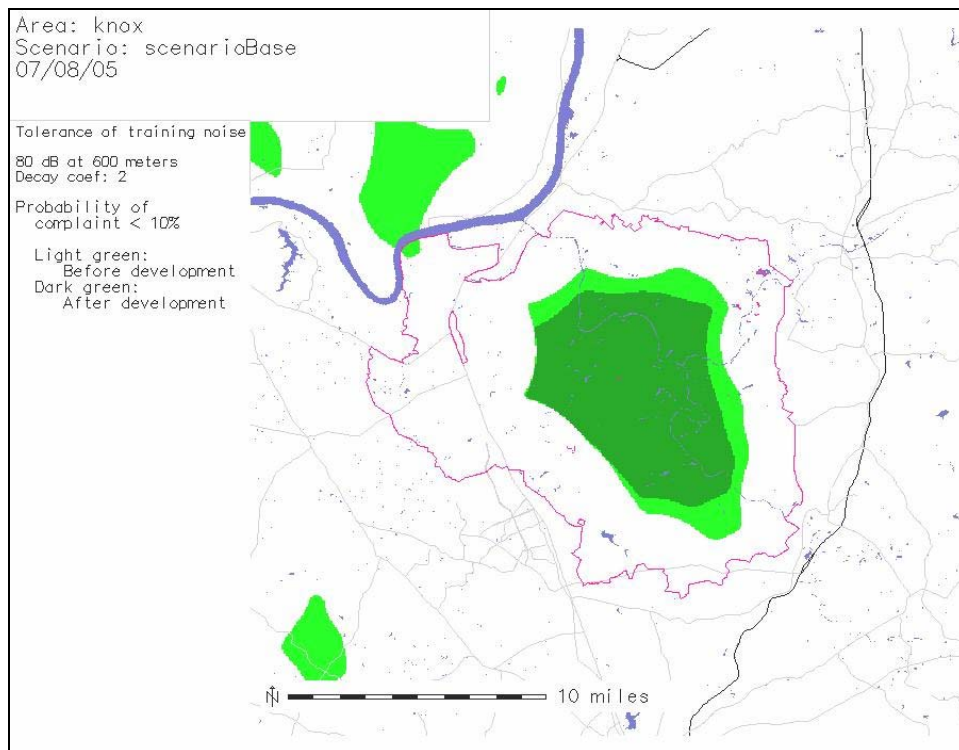 Area: knox
Scenario: scenarioBase
07/08/05
Tolerance of training noise
80 dB at 600 meters
Decay coef: 2
Probability of
complaint < 10%
Light green:
Before development
Dark green:
After development
N 10 miles